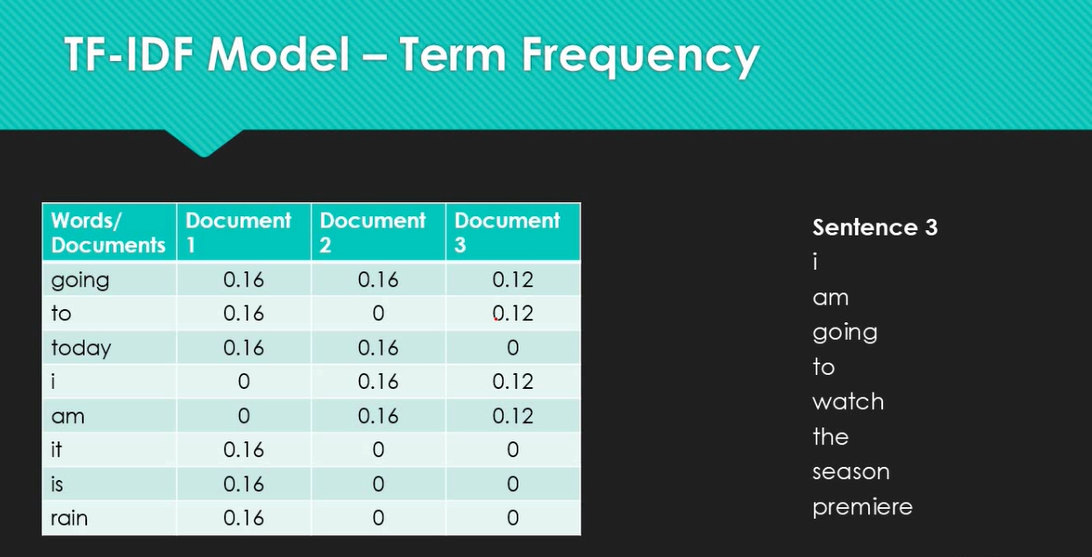 TF-IDF Model – Term Frequency
Words/ Documents Document 1 Document 2 Document 3
going 0.16 0.16 0.12
to 0.16 0 0.12
today 0.16 0.16 0
i 0 0.16 0.12
am 0 0.16 0.12
it 0.16 0 0
is 0.16 0 0
rain 0.16 0 0
Sentence 3
i
am
going
to
watch
the
season
premiere